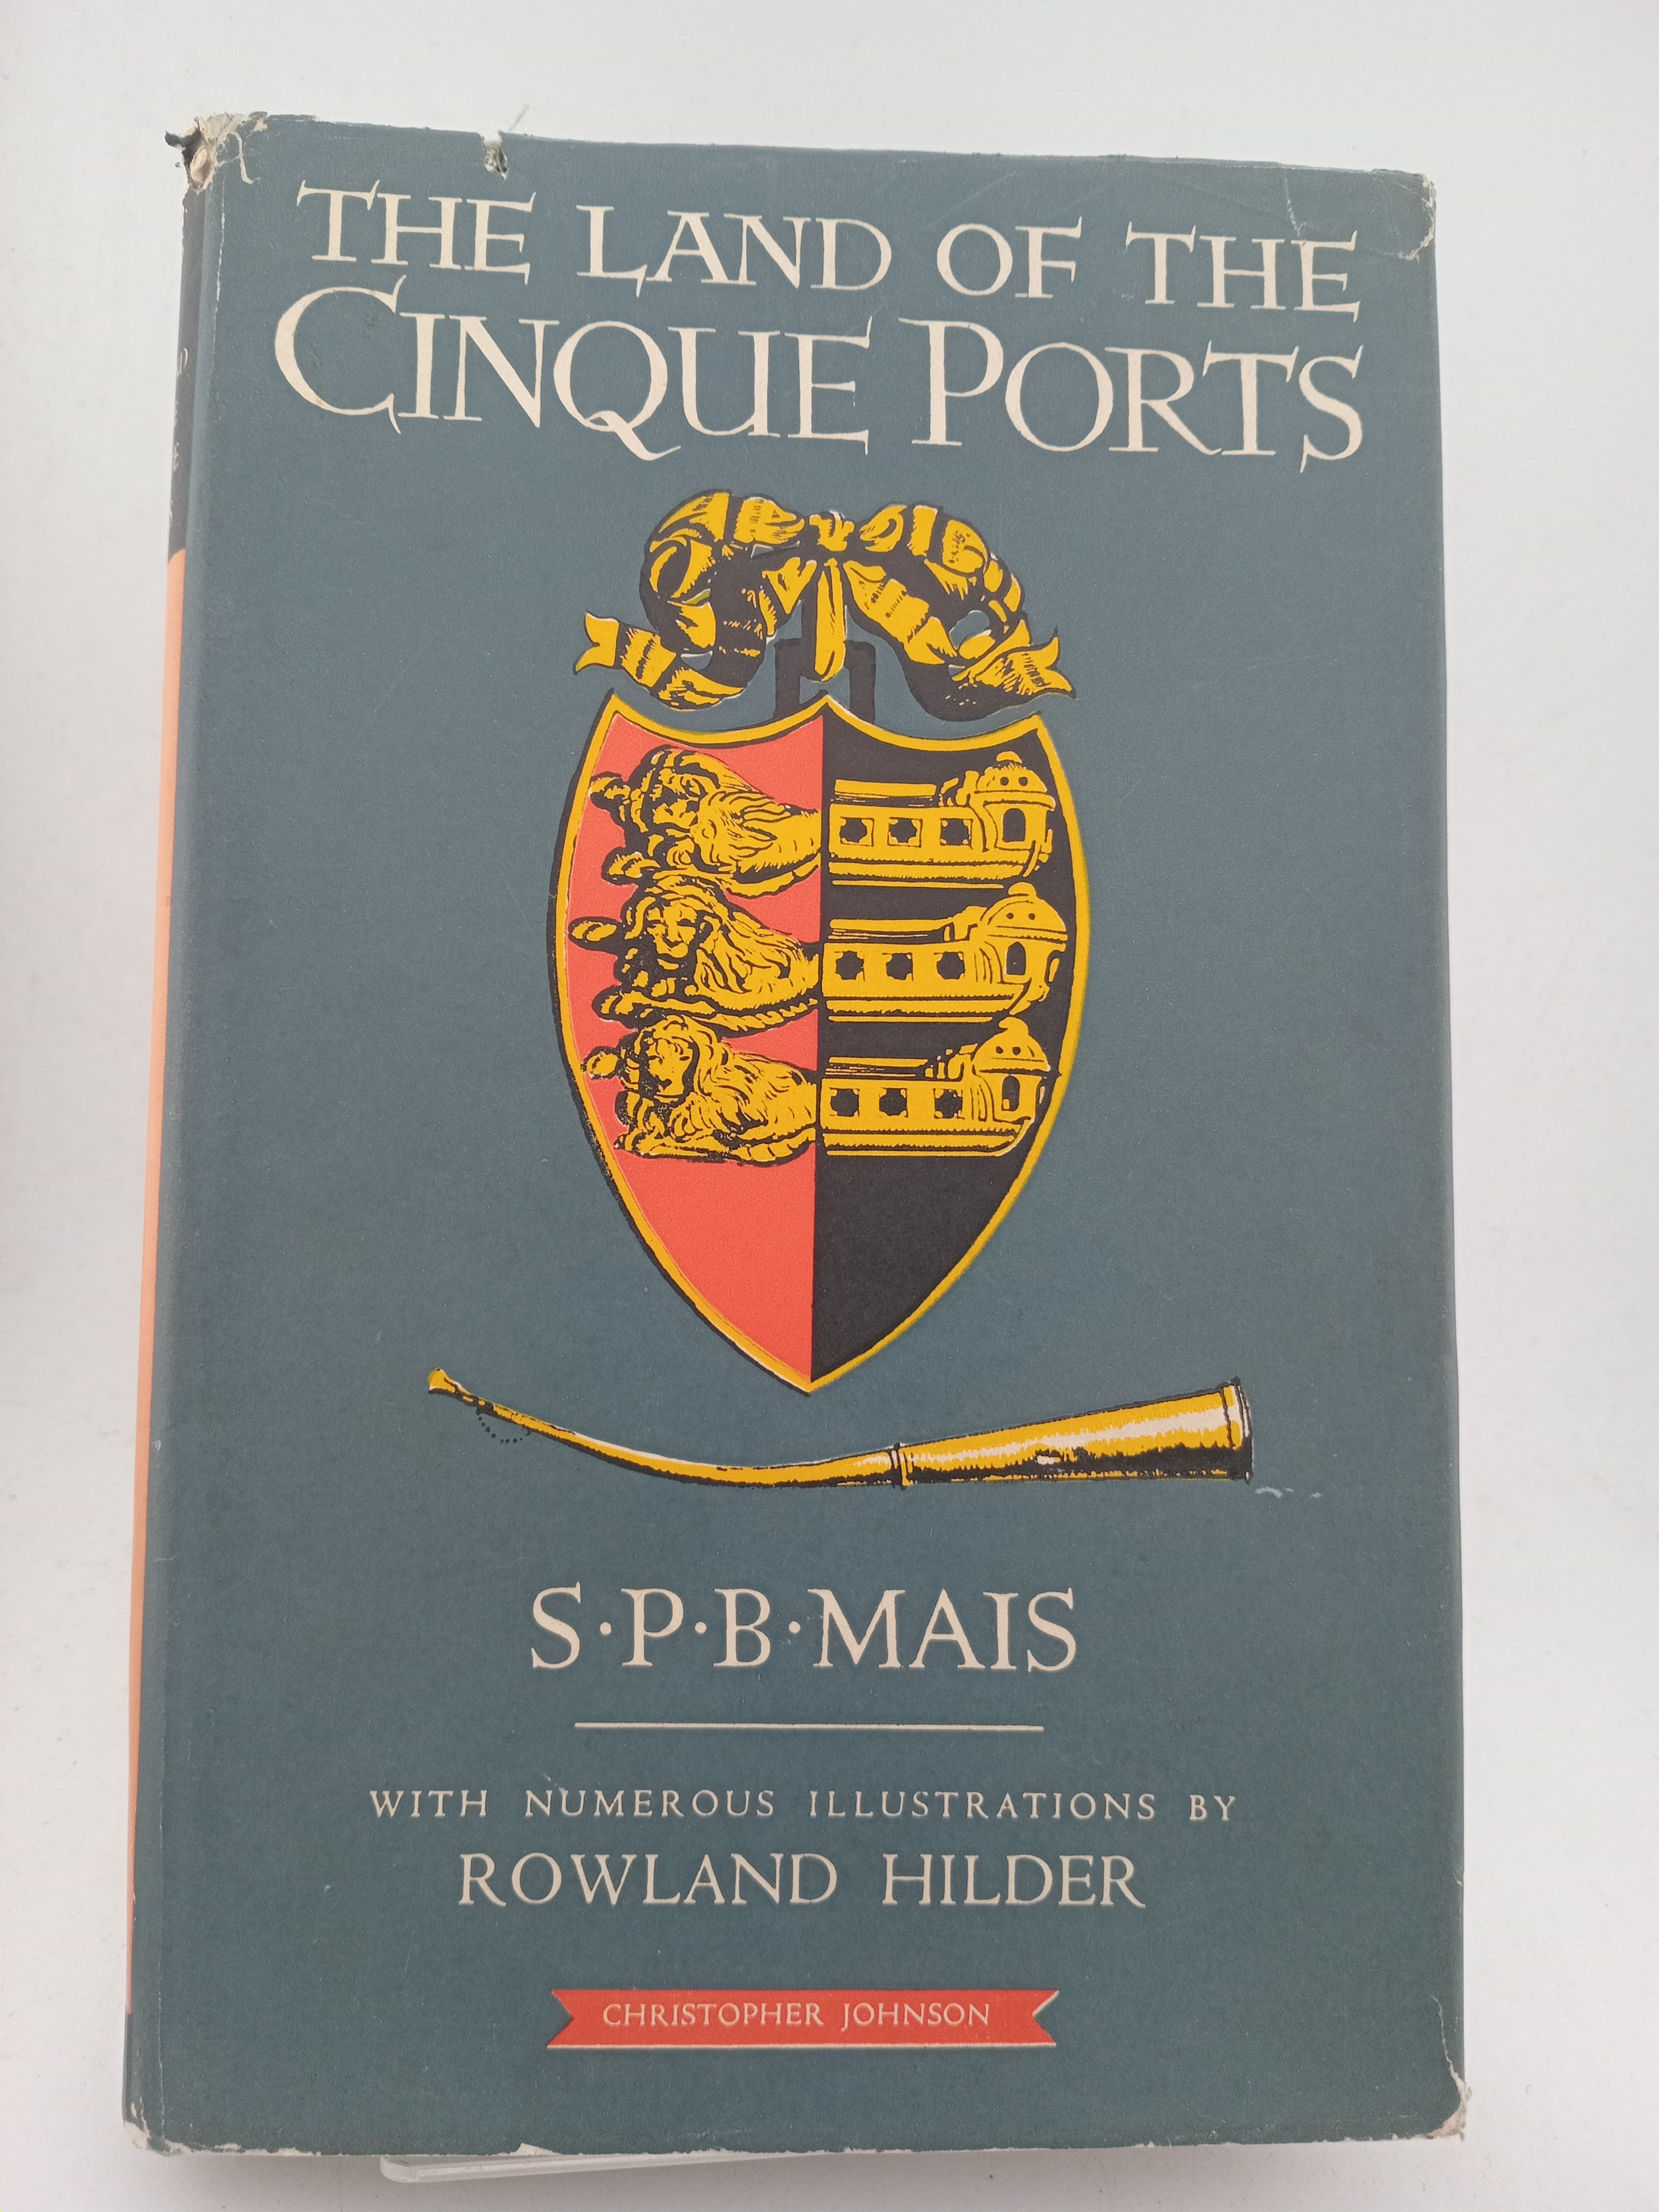 THE LAND OF THE
CINQUE PORTS
S·P·B·MAIS
WITH NUMEROUS ILLUSTRATIONS BY
ROWLAND HILDER
CHRISTOPHER JOHNSON